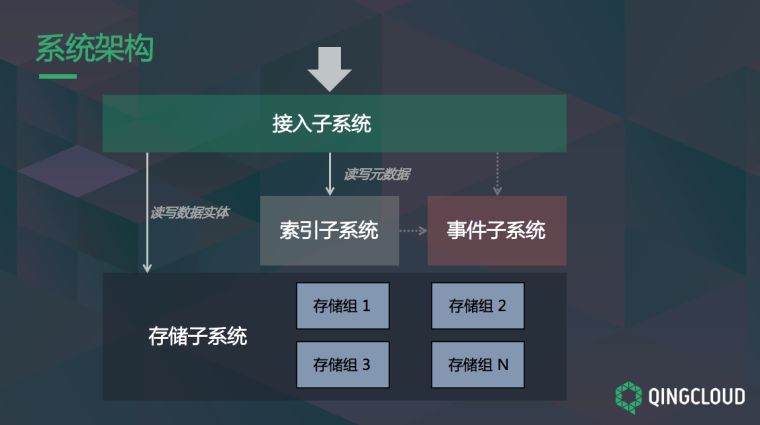 系统架构
接入子系统
读写元数据
读写数据实体
索引子系统
事件子系统
存储组 1
存储组 2
存储子系统
存储组 3
存储组 N
QINGCLOUD